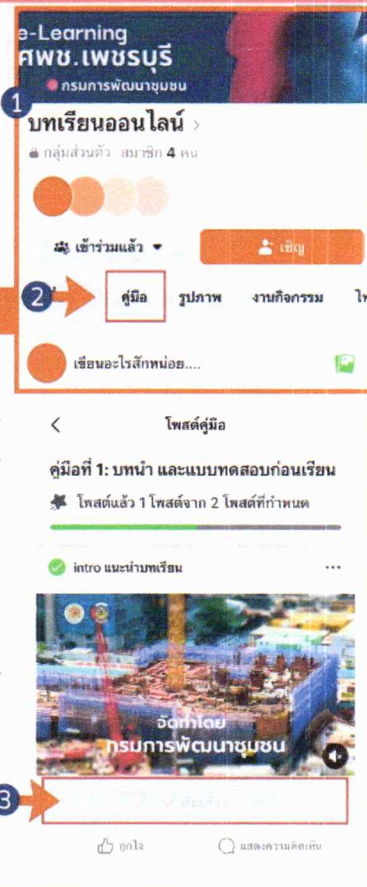 e-Learning
ศพช.เพชรบุรี
กรมการพัฒนาชุมชน
1
บทเรียนออนไลน์ >
กลุ่มส่วนตัว · สมาชิก 4 คน
เข้าร่วมแล้ว
เชิญ
2
คู่มือ รูปภาพ งานกิจกรรม
เขียนอะไรสักหน่อย....
โพสต์คู่มือ
คู่มือที่ 1: บทนำ และแบบทดสอบก่อนเรียน
โพสต์แล้ว 1 โพสต์จาก 2 โพสต์ที่กำหนด
intro แนะนำบทเรียน
จัดทำโดย
กรมการพัฒนาชุมชน
3
ถูกใจ แสดงความคิดเห็น